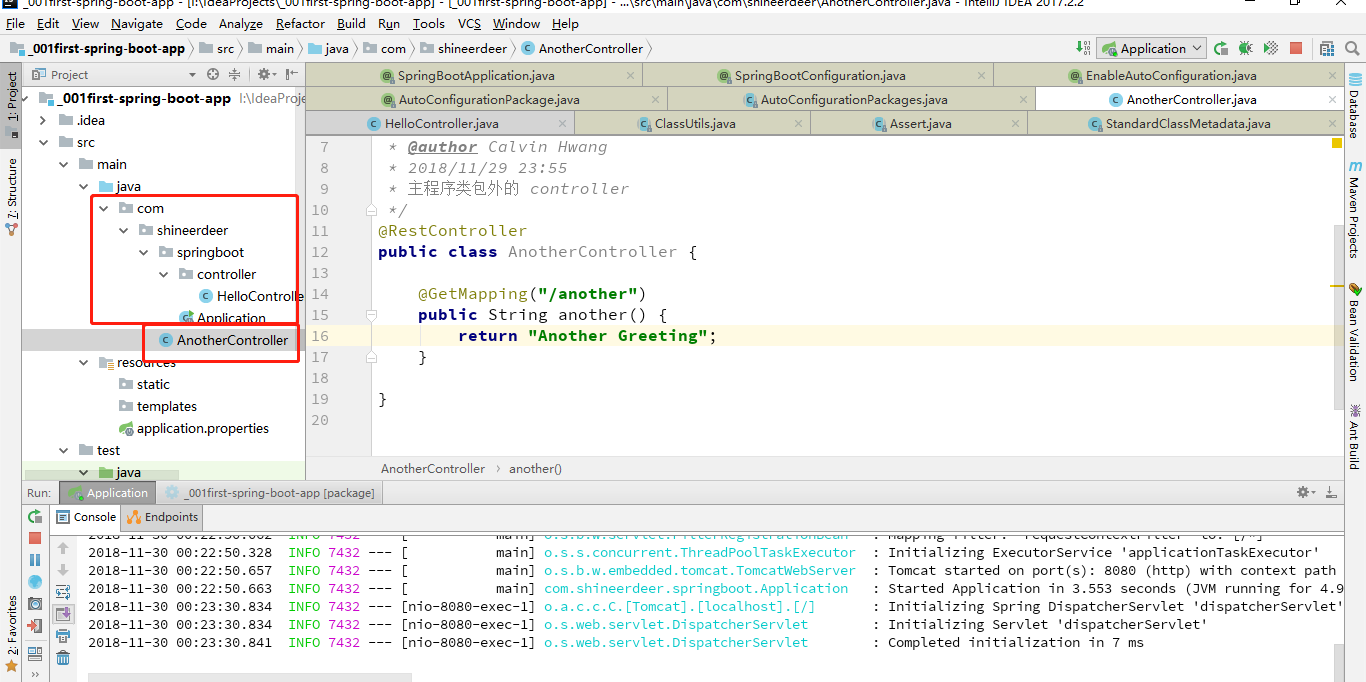 _001first-spring-boot-app - [I:\IdeaProjects\_001first-spring-boot-app] - [_001first-spring-boot-app] - ...\src\main\java\com\shineerdeer\AnotherController.java - IntelliJ IDEA 2017.2.2
File Edit View Navigate Code Analyze Refactor Build Run Tools VCS Window Help
_001first-spring-boot-app src main java com shineerdeer AnotherController Application
Project
SpringBootApplication.java SpringBootConfiguration.java EnableAutoConfiguration.java
AutoConfigurationPackage.java AutoConfigurationPackages.java AnotherController.java
HelloController.java ClassUtils.java Assert.java StandardClassMetadata.java
1: Project
7: Structure
2: Favorites
_001first-spring-boot-app I:\IdeaProje
.idea
src
main
java
com
shineerdeer
springboot
controller
HelloControlle
Application
AnotherController
resources
static
templates
application.properties
test
java
7 * @author Calvin Hwang
8 * 2018/11/29 23:55
9 * 主程序类包外的 controller
10 */
11 @RestController
12 public class AnotherController {
13
14 @GetMapping("/another")
15 public String another() {
16 return "Another Greeting";
17 }
18
19 }
20
AnotherController another()
Database
m Maven Projects
Bean Validation
Ant Build
Run: Application _001first-spring-boot-app [package]
Console Endpoints
2018-11-30 00:22:50.328 INFO 7432 --- [ main] o.s.s.concurrent.ThreadPoolTaskExecutor : Initializing ExecutorService 'applicationTaskExecutor'
2018-11-30 00:22:50.657 INFO 7432 --- [ main] o.s.b.w.embedded.tomcat.TomcatWebServer : Tomcat started on port(s): 8080 (http) with context path
2018-11-30 00:22:50.663 INFO 7432 --- [ main] com.shineerdeer.springboot.Application : Started Application in 3.553 seconds (JVM running for 4.9
2018-11-30 00:23:30.834 INFO 7432 --- [nio-8080-exec-1] o.a.c.c.C.[Tomcat].[localhost].[/] : Initializing Spring DispatcherServlet 'dispatcherServlet'
2018-11-30 00:23:30.834 INFO 7432 --- [nio-8080-exec-1] o.s.web.servlet.DispatcherServlet : Initializing Servlet 'dispatcherServlet'
2018-11-30 00:23:30.841 INFO 7432 --- [nio-8080-exec-1] o.s.web.servlet.DispatcherServlet : Completed initialization in 7 ms